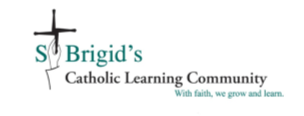 St Brigid's
Catholic Learning Community
With faith, we grow and learn.